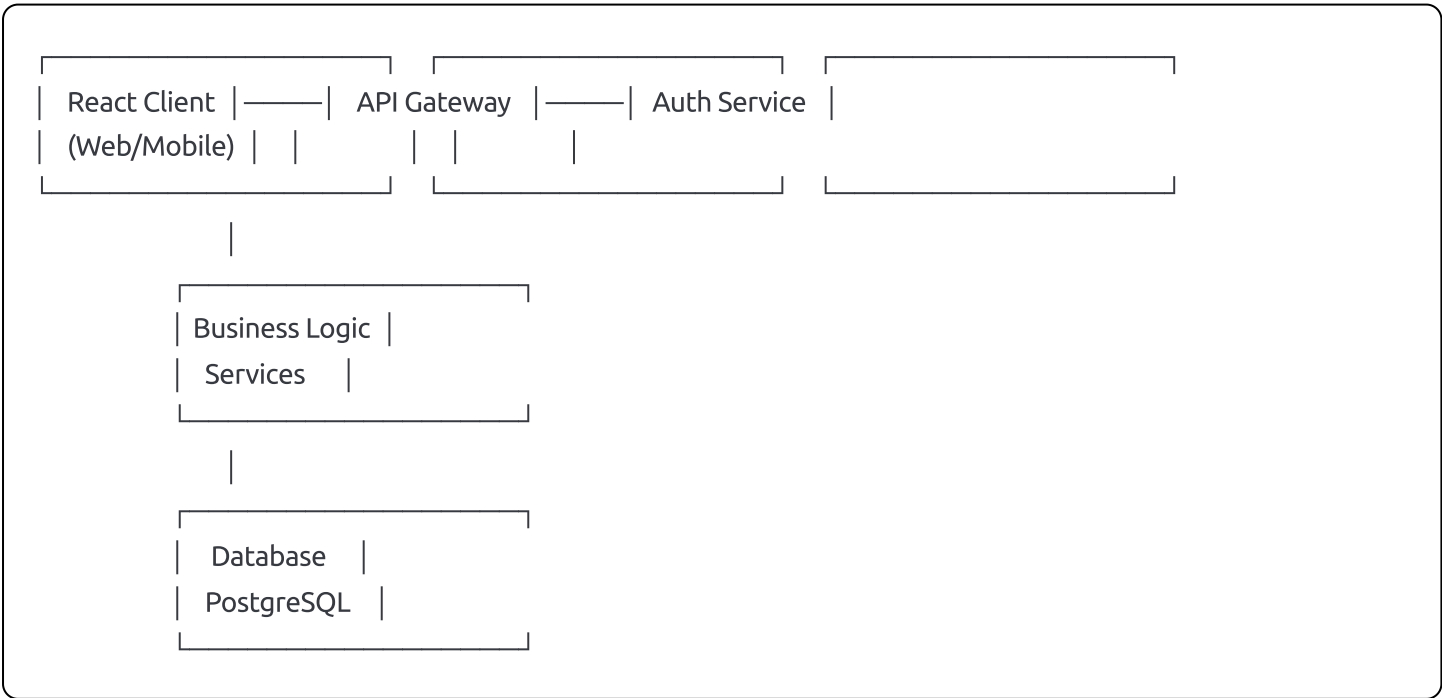 React Client API Gateway Auth Service
(Web/Mobile)
Business Logic
Services
Database
PostgreSQL